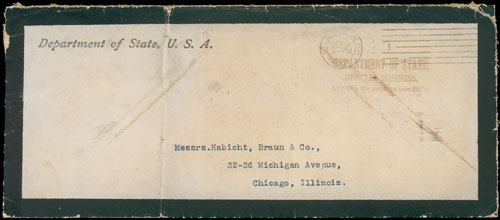 Department of State, U. S. A.
DEPARTMENT OF STATE.
OFFICIAL BUSINESS.
Messrs.Habicht, Braun & Co.,
32-36 Michigan Avenue,
Chicago, Illinois.